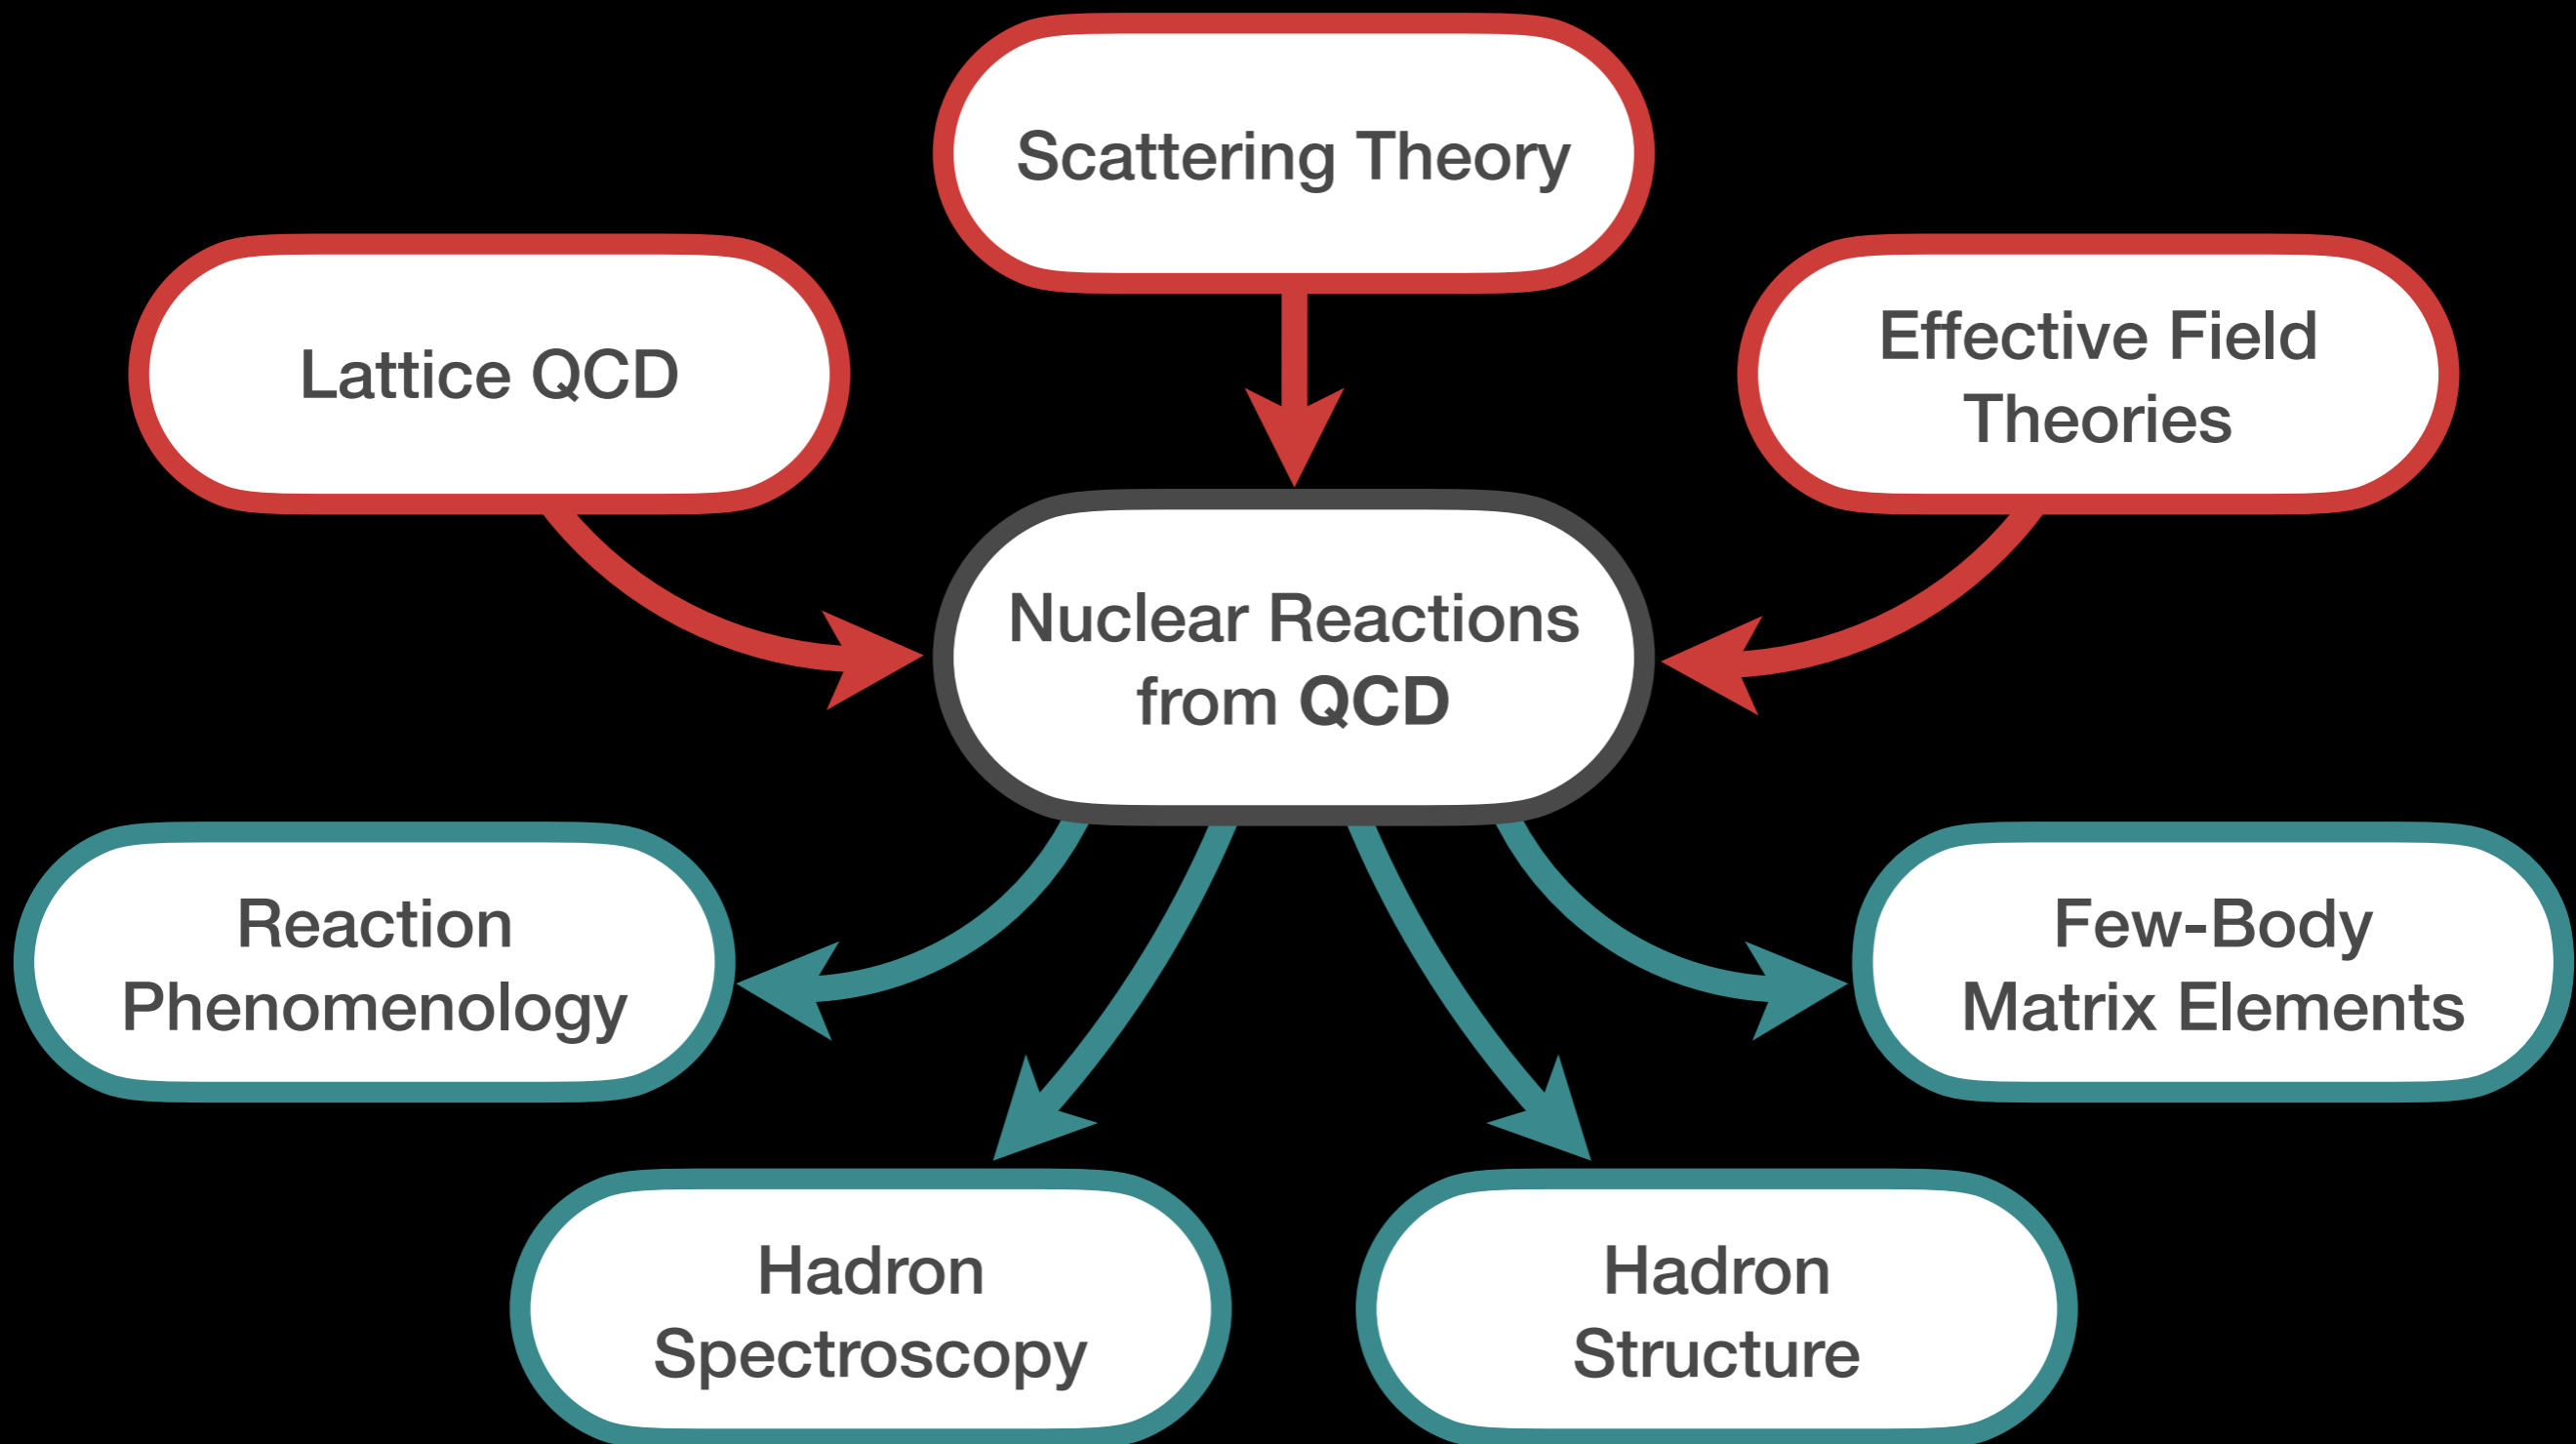 Scattering Theory
Lattice QCD
Effective Field
Theories
Nuclear Reactions
from QCD
Reaction
Phenomenology
Few-Body
Matrix Elements
Hadron
Spectroscopy
Hadron
Structure